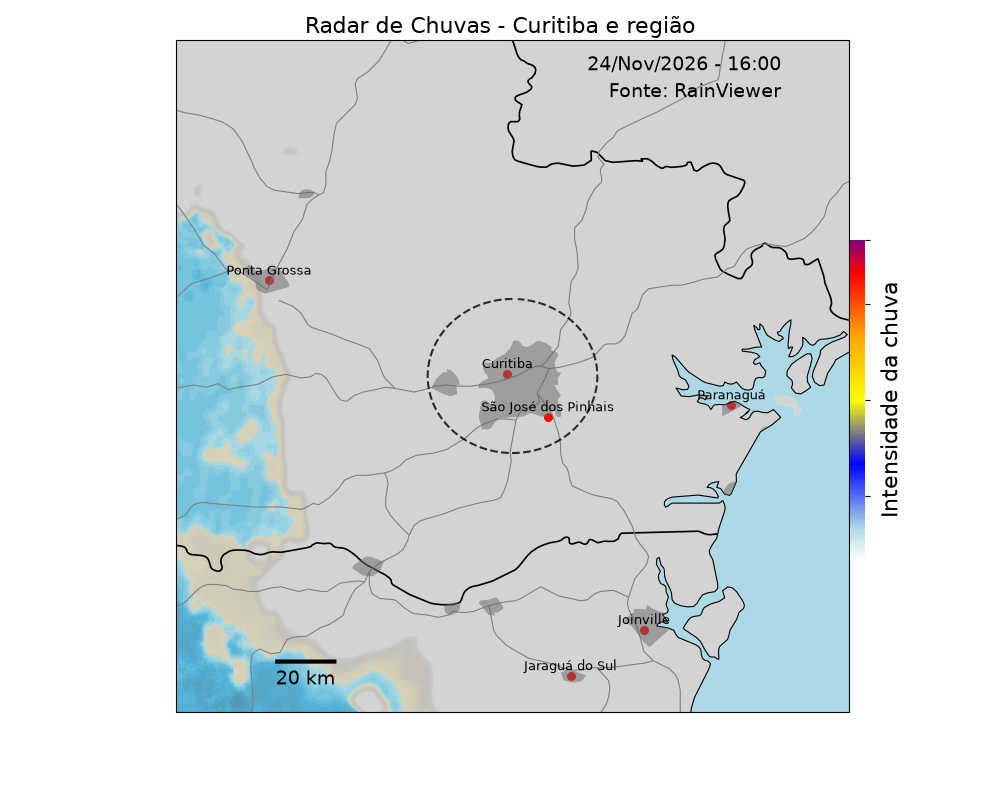 Radar de Chuvas - Curitiba e região
24/Nov/2026 - 16:00
Fonte: RainViewer
Ponta Grossa
Curitiba
São José dos Pinhais
Paranaguá
Intensidade da chuva
Joinville
Jaraguá do Sul
20 km